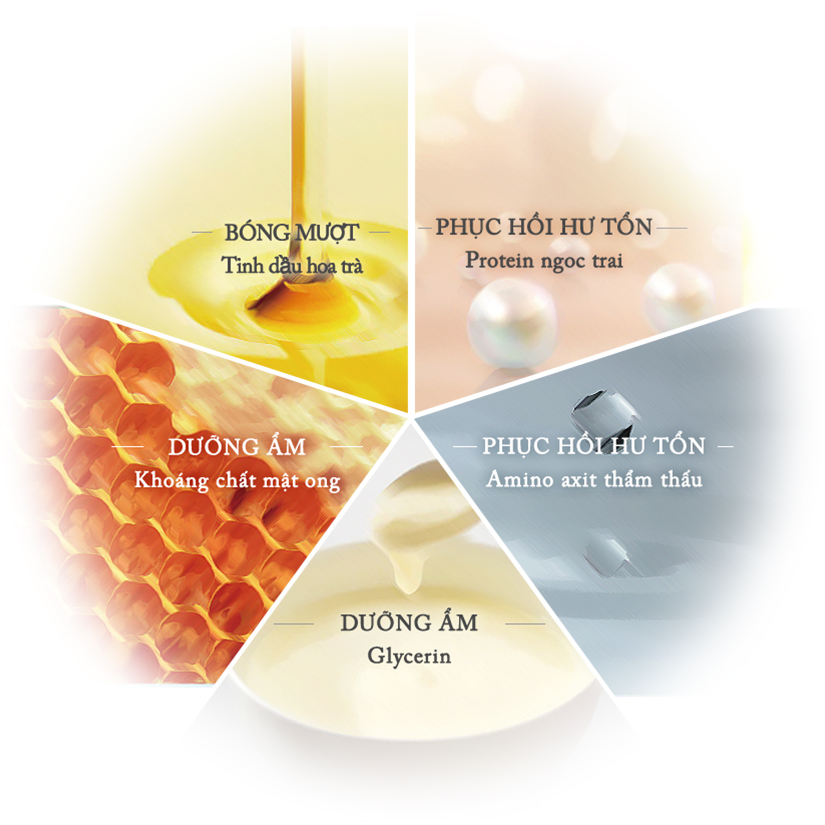 BÓNG MƯỢT
Tinh dầu hoa trà
PHỤC HỒI HƯ TỔN
Protein ngoc trai
DƯỠNG ẨM
Khoáng chất mật ong
PHỤC HỒI HƯ TỔN
Amino axit thẩm thấu
DƯỠNG ẨM
Glycerin